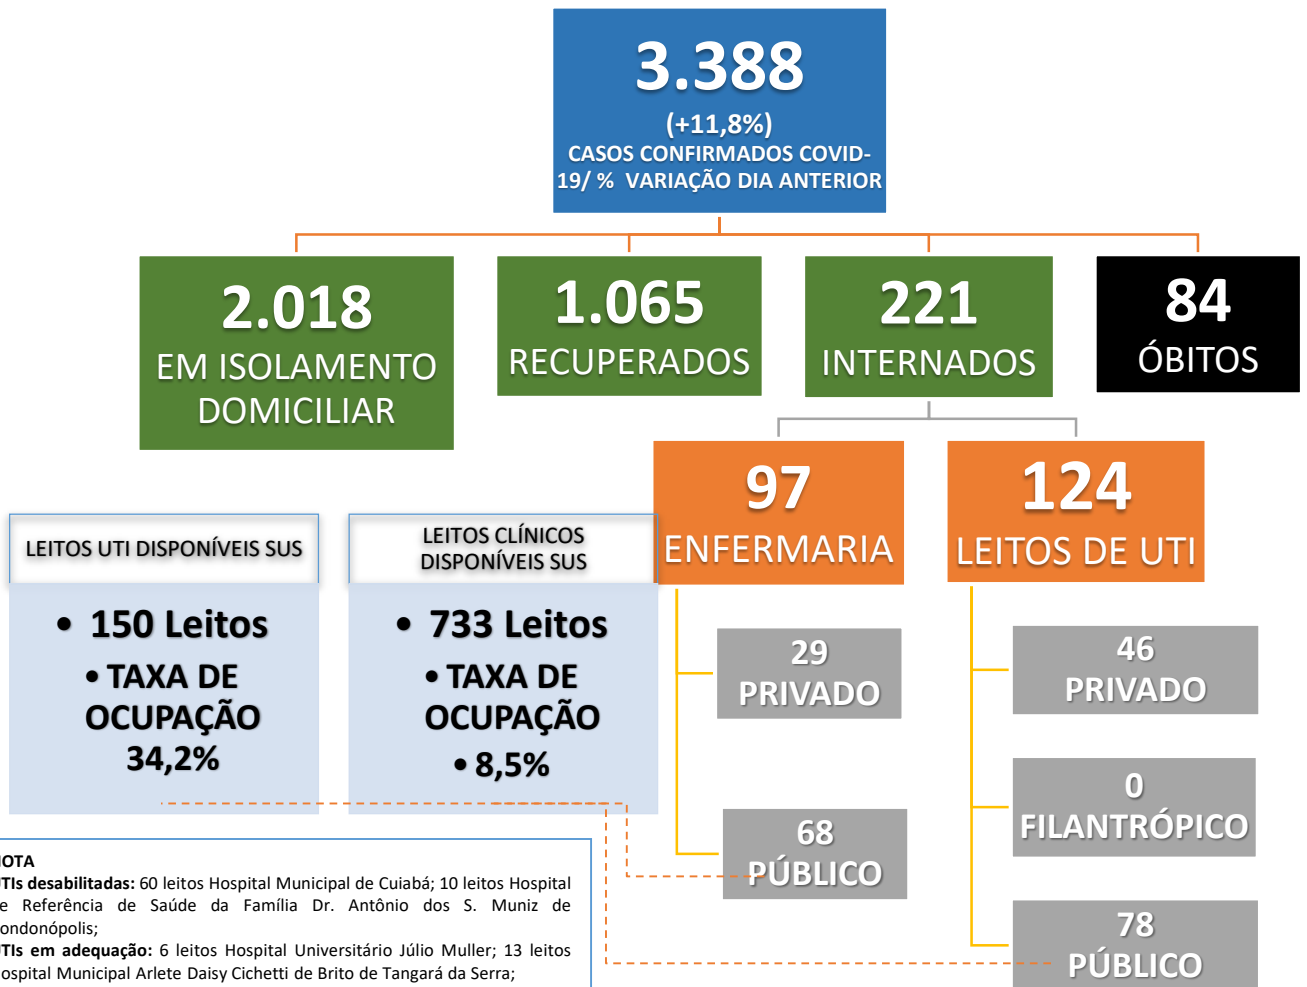 3.388
(+11,8%)
CASOS CONFIRMADOS COVID-
19/ % VARIAÇÃO DIA ANTERIOR
2.018
EM ISOLAMENTO
DOMICILIAR
1.065
RECUPERADOS
221
INTERNADOS
84
ÓBITOS
97
ENFERMARIA
124
LEITOS DE UTI
LEITOS UTI DISPONÍVEIS SUS
• 150 Leitos
• TAXA DE
OCUPAÇÃO
34,2%
LEITOS CLÍNICOS
DISPONÍVEIS SUS
• 733 Leitos
• TAXA DE
OCUPAÇÃO
• 8,5%
29
PRIVADO
68
PÚBLICO
46
PRIVADO
0
FILANTRÓPICO
78
PÚBLICO
desabilitadas: 60 leitos Hospital Municipal de Cuiabá; 10 leitos Hospital
Referência de Saúde da Família Dr. Antônio dos S. Muniz de
em adequação: 6 leitos Hospital Universitário Júlio Muller; 13 leitos
Municipal Arlete Daisy Cichetti de Brito de Tangará da Serra;